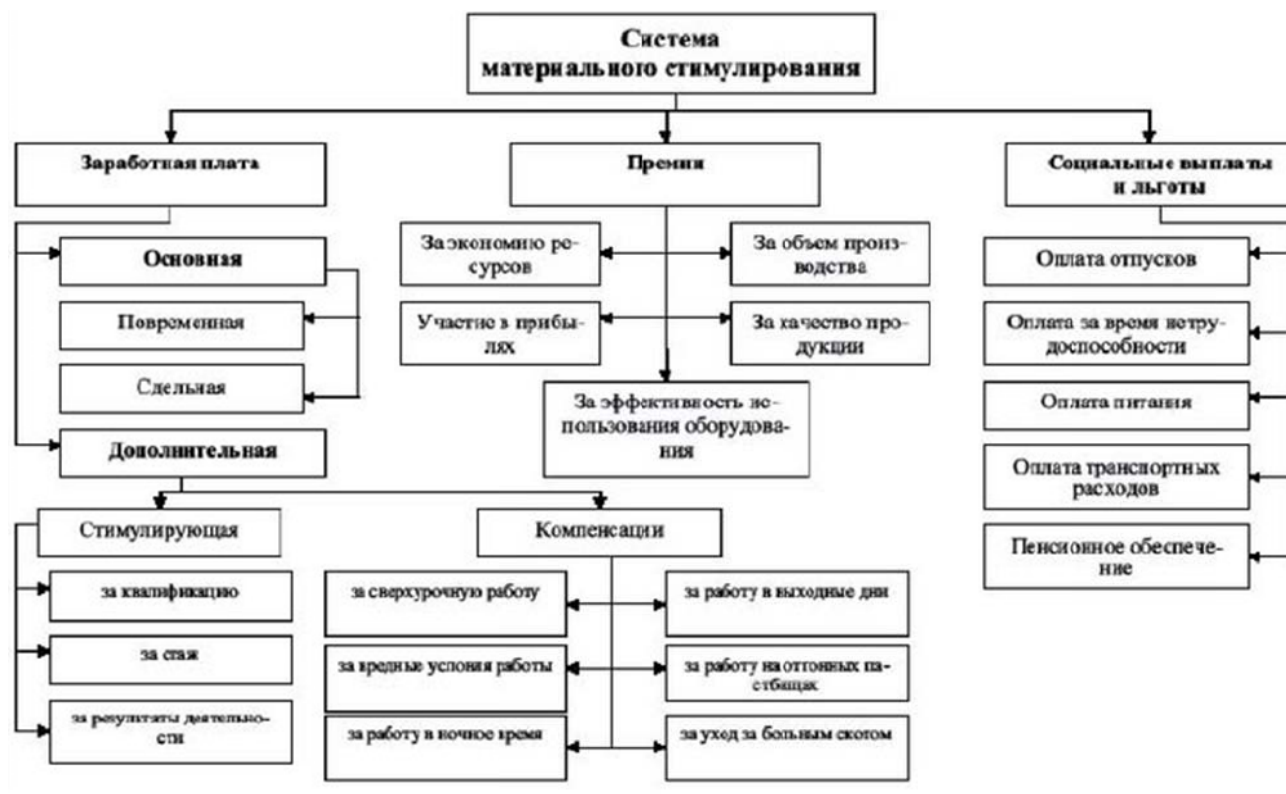 Система
материального стимулирования
Заработная плата
Премия
Социальные выплаты
и льготы
Основная
Повременная
Сдельная
Дополнительная
За экономию ре-
сурсов
За объем произ-
водства
Участие в прибы-
лях
За качество про-
дукции
За эффективность ис-
пользования оборудова-
ния
Оплата отпусков
Оплата за время нетру-
доспособности
Оплата питания
Оплата транспортных
расходов
Пенсионное обеспече-
ние
Стимулирующая
за квалификацию
за стаж
за результаты деятельно-
сти
Компенсации
за сверхурочную работу
за работу в выходные дни
за вредные условия работы
за работу на отгонных па-
стбищах
за работу в ночное время
за уход за больным скотом